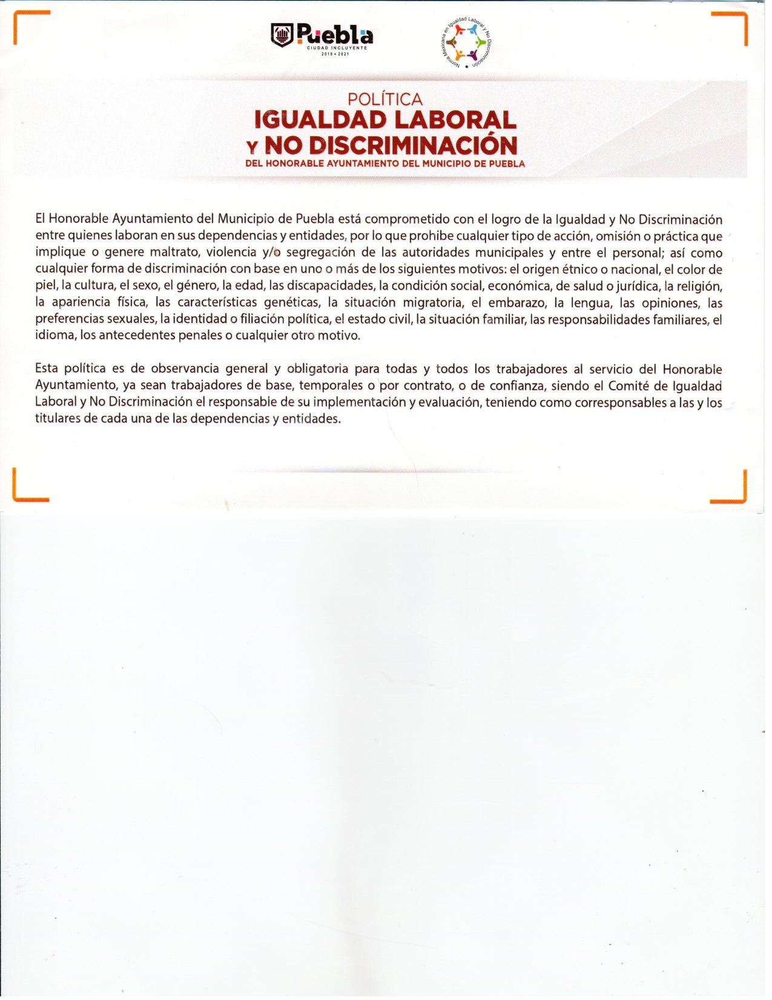 Puebla
CIUDAD INCLUYENTE
2018 • 2021
Norma Mexicana en Igualdad Laboral y No Discriminación
POLÍTICA
IGUALDAD LABORAL
Y NO DISCRIMINACIÓN
DEL HONORABLE AYUNTAMIENTO DEL MUNICIPIO DE PUEBLA
El Honorable Ayuntamiento del Municipio de Puebla está comprometido con el logro de la Igualdad y No Discriminación
entre quienes laboran en sus dependencias y entidades, por lo que prohibe cualquier tipo de acción, omisión o práctica que
implique o genere maltrato, violencia y/o segregación de las autoridades municipales y entre el personal; así como
cualquier forma de discriminación con base en uno o más de los siguientes motivos: el origen étnico o nacional, el color de
piel, la cultura, el sexo, el género, la edad, las discapacidades, la condición social, económica, de salud o jurídica, la religión,
la apariencia física, las características genéticas, la situación migratoria, el embarazo, la lengua, las opiniones, las
preferencias sexuales, la identidad o filiación política, el estado civil, la situación familiar, las responsabilidades familiares, el
idioma, los antecedentes penales o cualquier otro motivo.
Esta política es de observancia general y obligatoria para todas y todos los trabajadores al servicio del Honorable
Ayuntamiento, ya sean trabajadores de base, temporales o por contrato, o de confianza, siendo el Comité de Igualdad
Laboral y No Discriminación el responsable de su implementación y evaluación, teniendo como corresponsables a las y los
titulares de cada una de las dependencias y entidades.